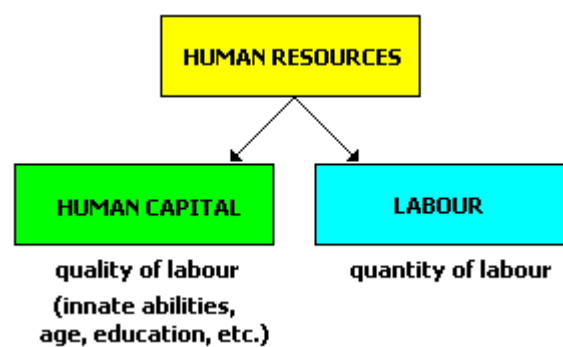 HUMAN RESOURCES
HUMAN CAPITAL
LABOUR
quality of labour
quantity of labour
(innate abilities,
age, education, etc.)